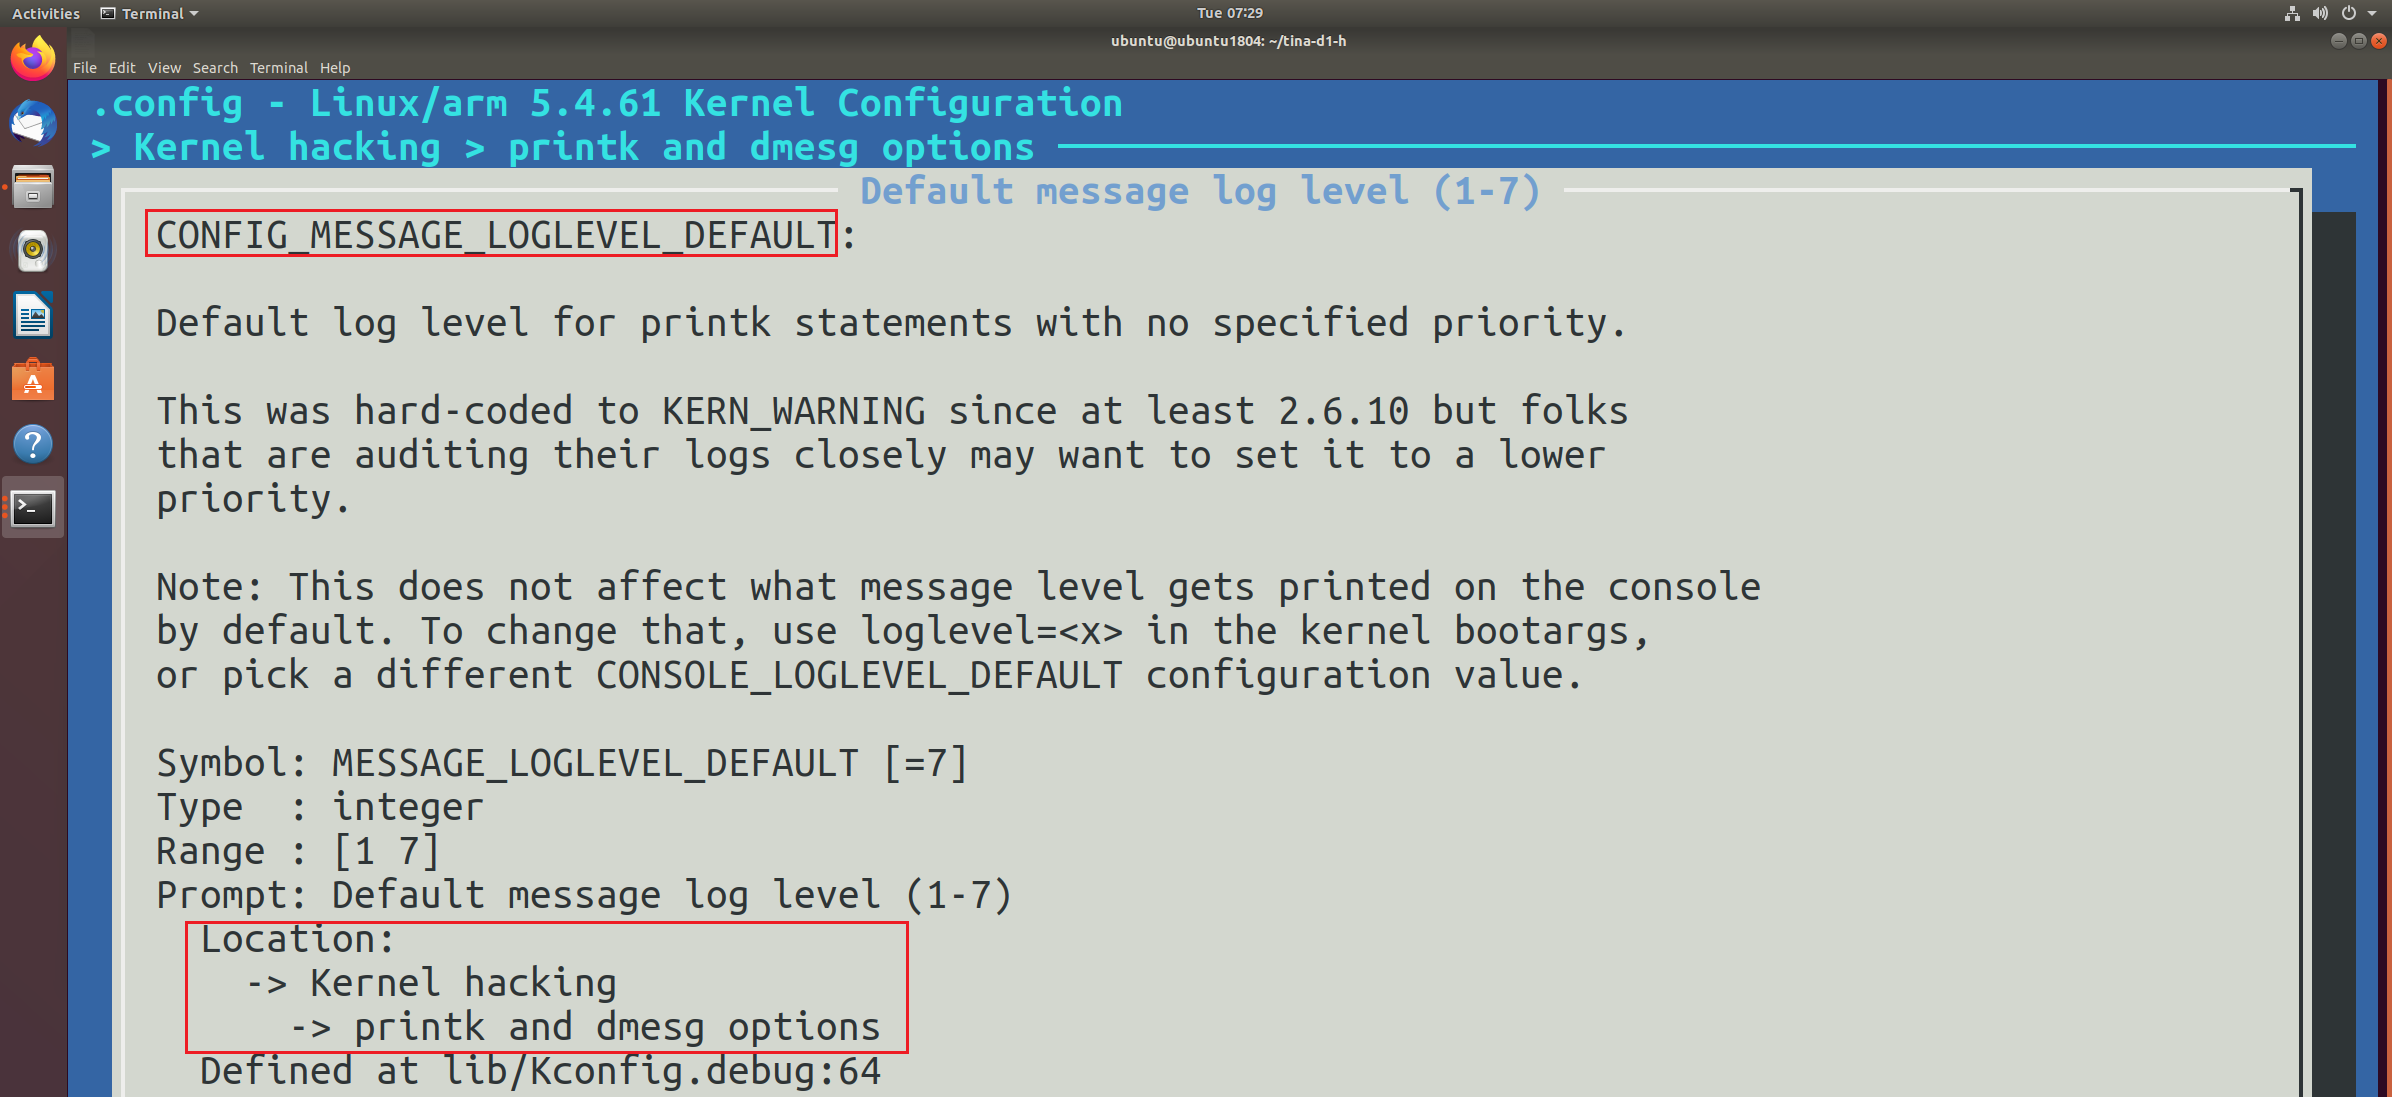 Activities Terminal Tue 07:29
ubuntu@ubuntu1804: ~/tina-d1-h
File Edit View Search Terminal Help
.config - Linux/arm 5.4.61 Kernel Configuration
> Kernel hacking > printk and dmesg options
Default message log level (1-7)
CONFIG_MESSAGE_LOGLEVEL_DEFAULT:
Default log level for printk statements with no specified priority.
This was hard-coded to KERN_WARNING since at least 2.6.10 but folks
that are auditing their logs closely may want to set it to a lower
priority.
Note: This does not affect what message level gets printed on the console
by default. To change that, use loglevel=<x> in the kernel bootargs,
or pick a different CONSOLE_LOGLEVEL_DEFAULT configuration value.
Symbol: MESSAGE_LOGLEVEL_DEFAULT [=7]
Type  : integer
Range : [1 7]
Prompt: Default message log level (1-7)
Location:
-> Kernel hacking
-> printk and dmesg options
Defined at lib/Kconfig.debug:64